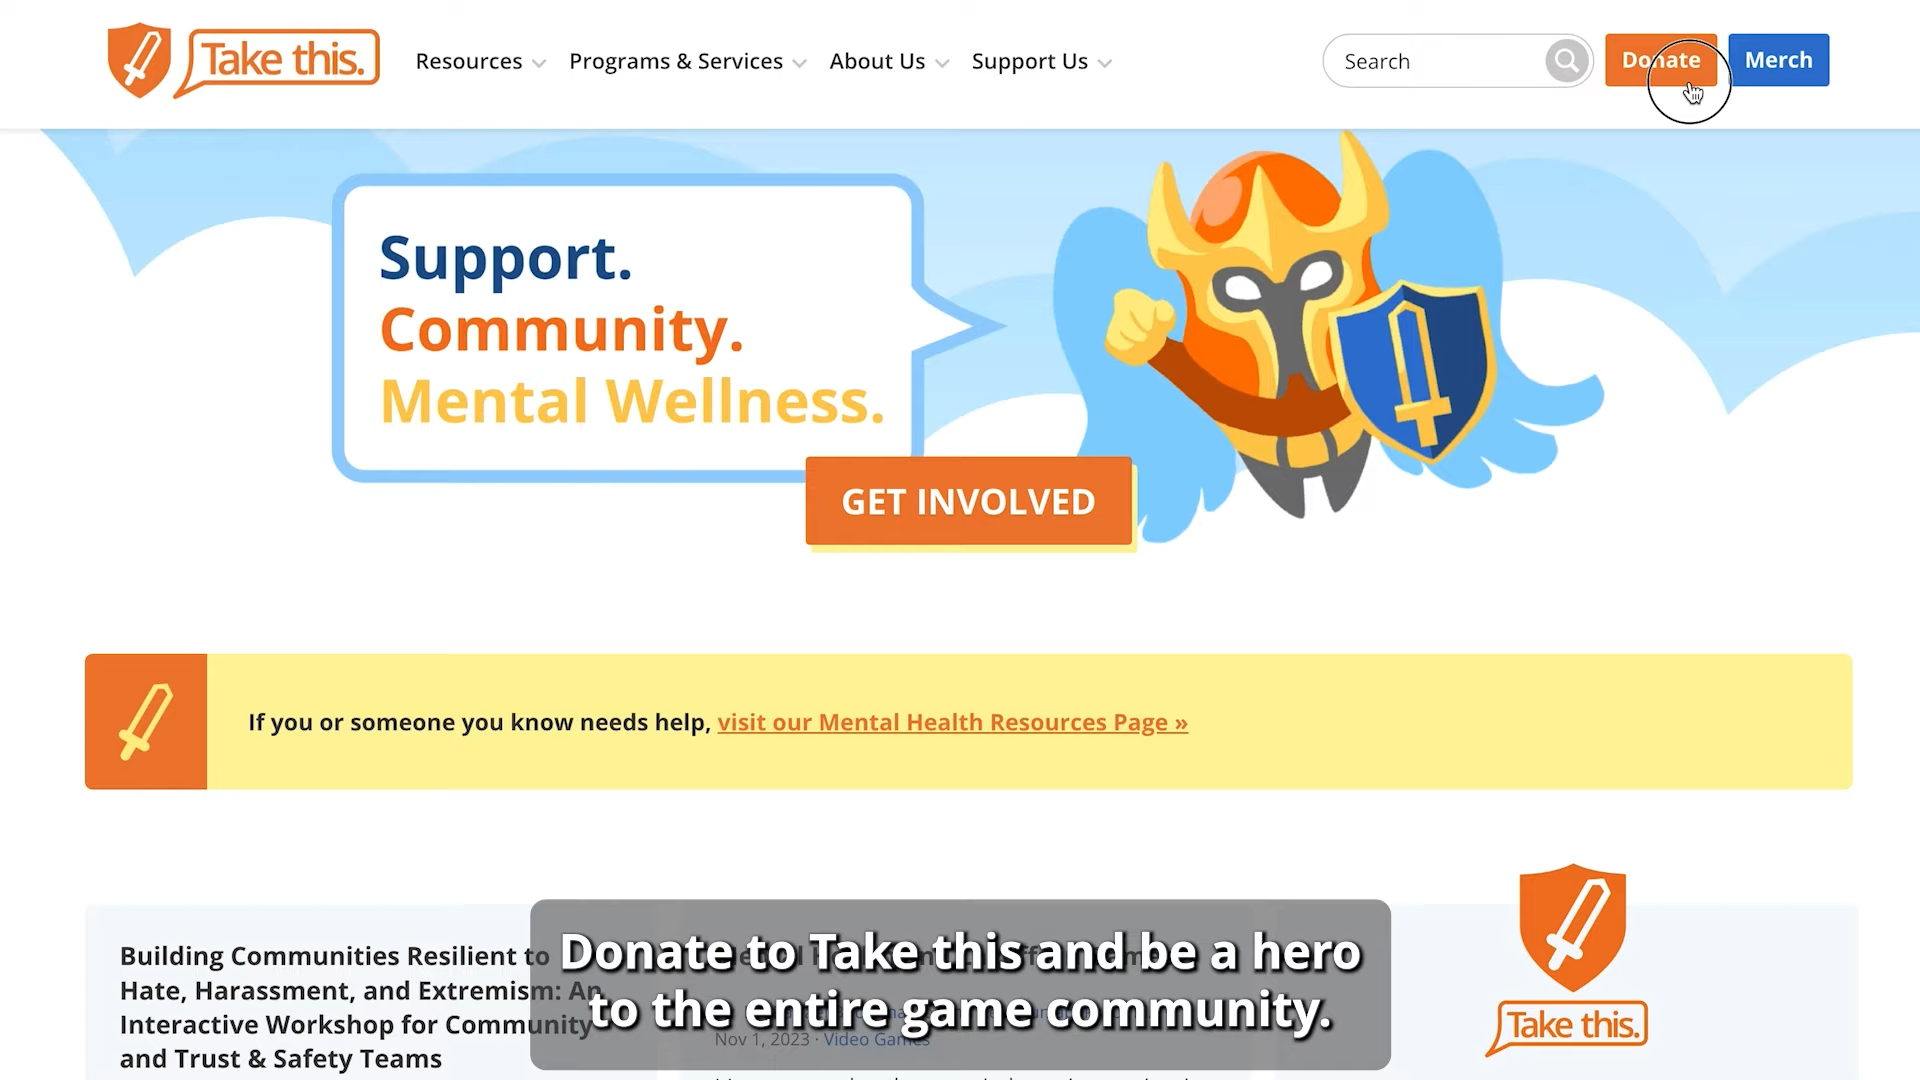 Take this.
Resources
Programs & Services
About Us
Support Us
Search
Donate
Merch
Support.
Community.
Mental Wellness.
GET INVOLVED
If you or someone you know needs help, visit our Mental Health Resources Page »
Building Communities Resilient to
Hate, Harassment, and Extremism: An
Interactive Workshop for Community
and Trust & Safety Teams
Nov 1, 2023 · Video Games
Take this.
Donate to Take this and be a hero
to the entire game community.